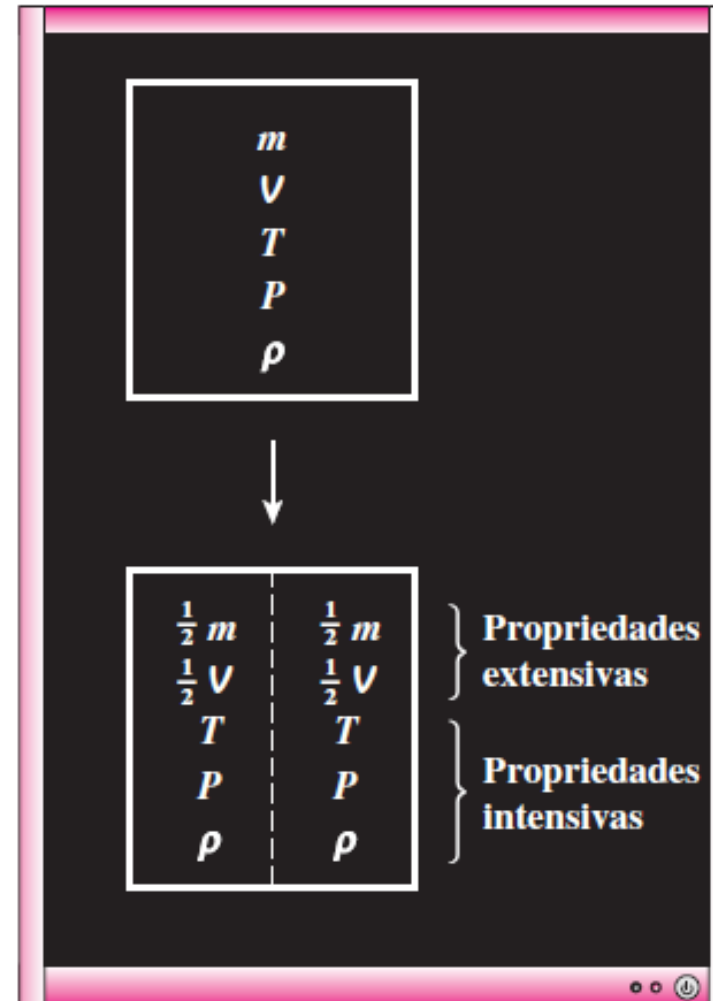 m
V
T
P
ρ
½ m ½ m
½ V ½ V
T T
P P
ρ ρ
Propriedades
extensivas
Propriedades
intensivas